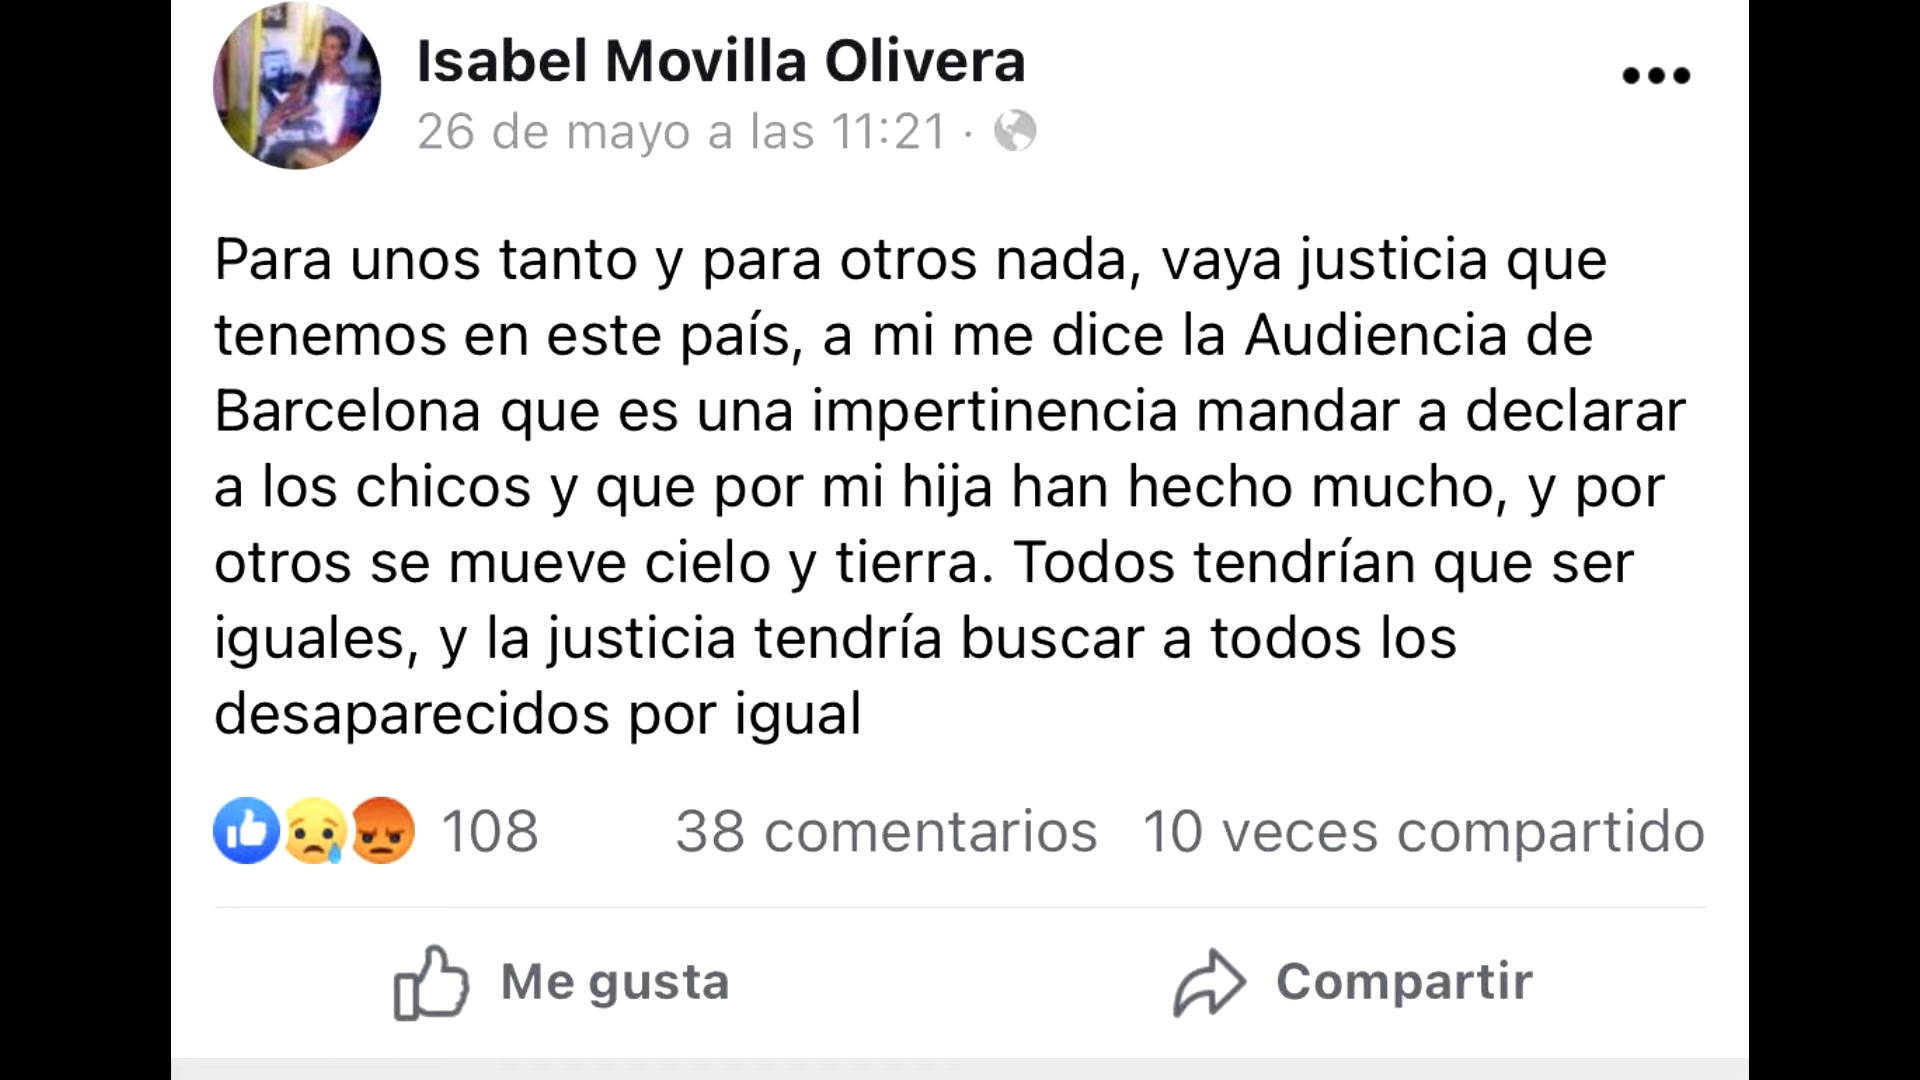 Isabel Movilla Olivera
26 de mayo a las 11:21 ·
Para unos tanto y para otros nada, vaya justicia que
tenemos en este país, a mi me dice la Audiencia de
Barcelona que es una impertinencia mandar a declarar
a los chicos y que por mi hija han hecho mucho, y por
otros se mueve cielo y tierra. Todos tendrían que ser
iguales, y la justicia tendría buscar a todos los
desaparecidos por igual
108 38 comentarios 10 veces compartido
Me gusta Compartir